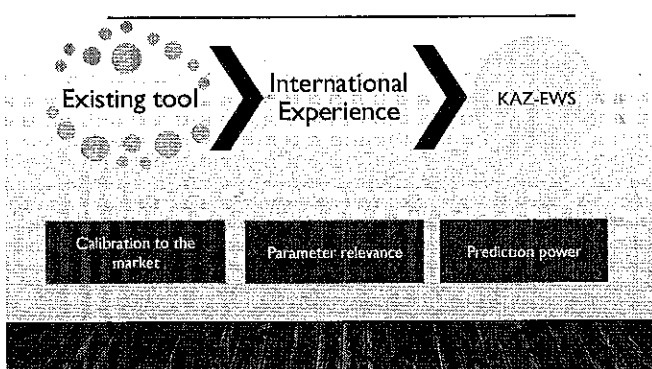 Existing tool
International
Experience
KAZ-EWS
Calibration to the
market
Parameter relevance
Prediction power